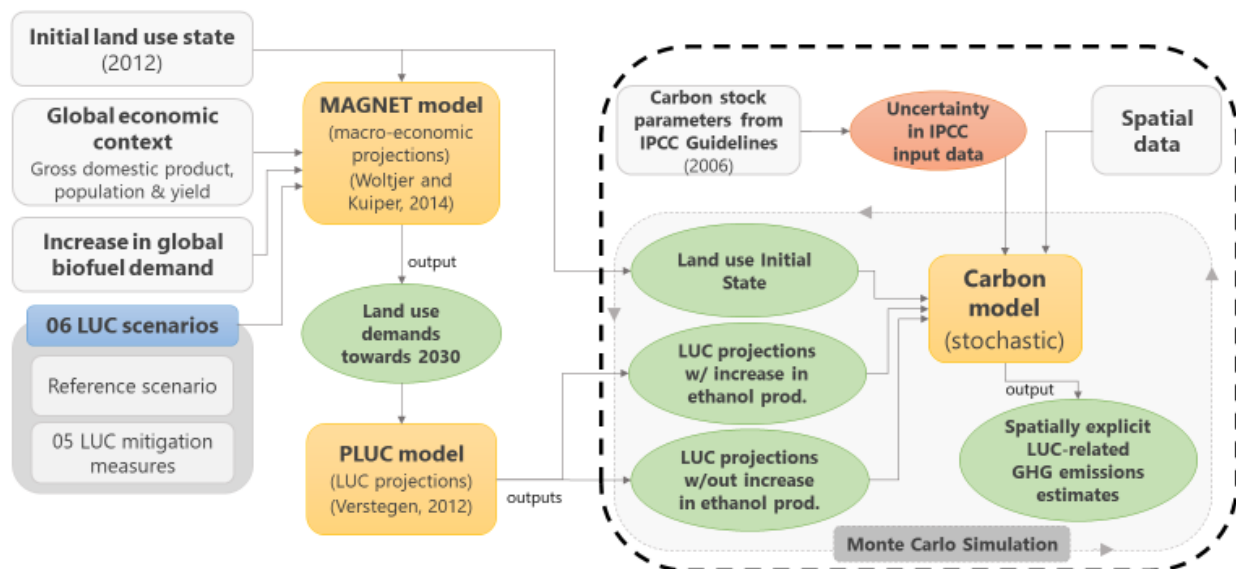 Initial land use state
(2012)
Global economic
context
Gross domestic product,
population & yield
Increase in global
biofuel demand
06 LUC scenarios
Reference scenario
05 LUC mitigation
measures
MAGNET model
(macro-economic
projections)
(Woltjer and
Kuiper, 2014)
output
Land use
demands
towards 2030
PLUC model
(LUC projections)
(Verstegen, 2012)
outputs
Carbon stock
parameters from
IPCC Guidelines
(2006)
Uncertainty
in IPCC
input data
Spatial
data
Land use Initial
State
LUC projections
w/ increase in
ethanol prod.
LUC projections
w/out increase
in ethanol prod.
Carbon
model
(stochastic)
output
Spatially explicit
LUC-related
GHG emissions
estimates
Monte Carlo Simulation